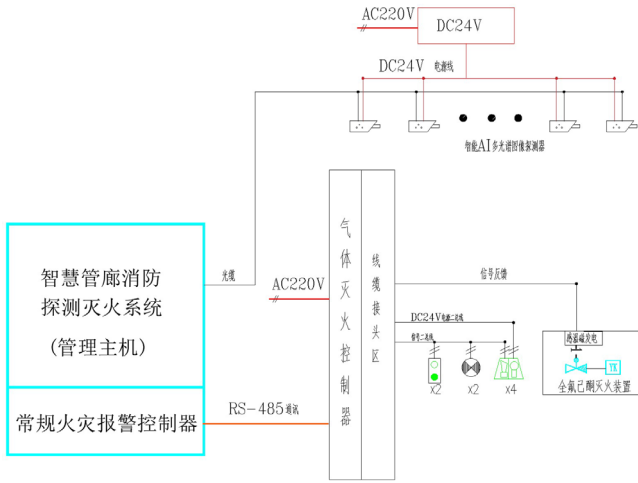 AC220V
DC24V
DC24V 电源线
智能AI多光谱图像探测器
智慧管廊消防
探测灭火系统
(管理主机)
光缆
常规火灾报警控制器
RS-485通讯
AC220V
气体灭火控制器
线缆接头区
信号反馈
DC24V电源二总线
信号二总线
x2
x2
x4
感温磁发电
YK
全氟己酮灭火装置